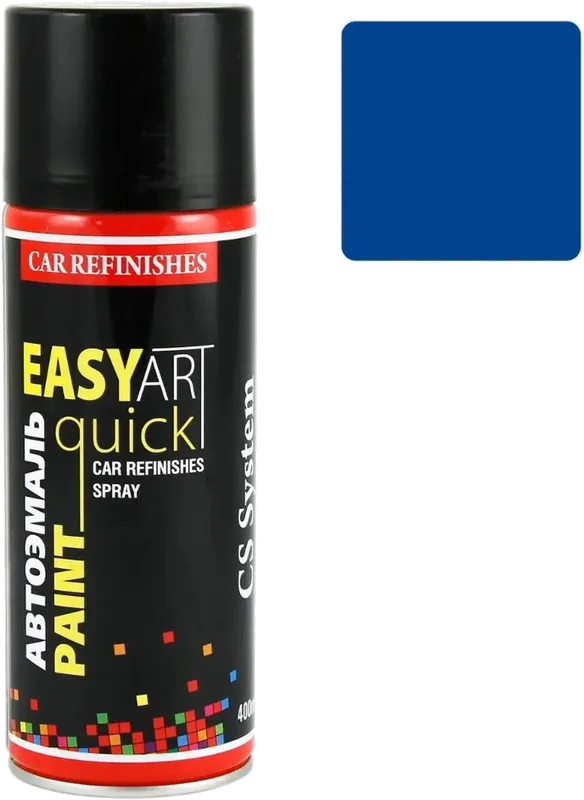 CAR REFINISHES
EASYART
quick
CAR REFINISHES
SPRAY
АВТОЭМАЛЬ
PAINT
CS System